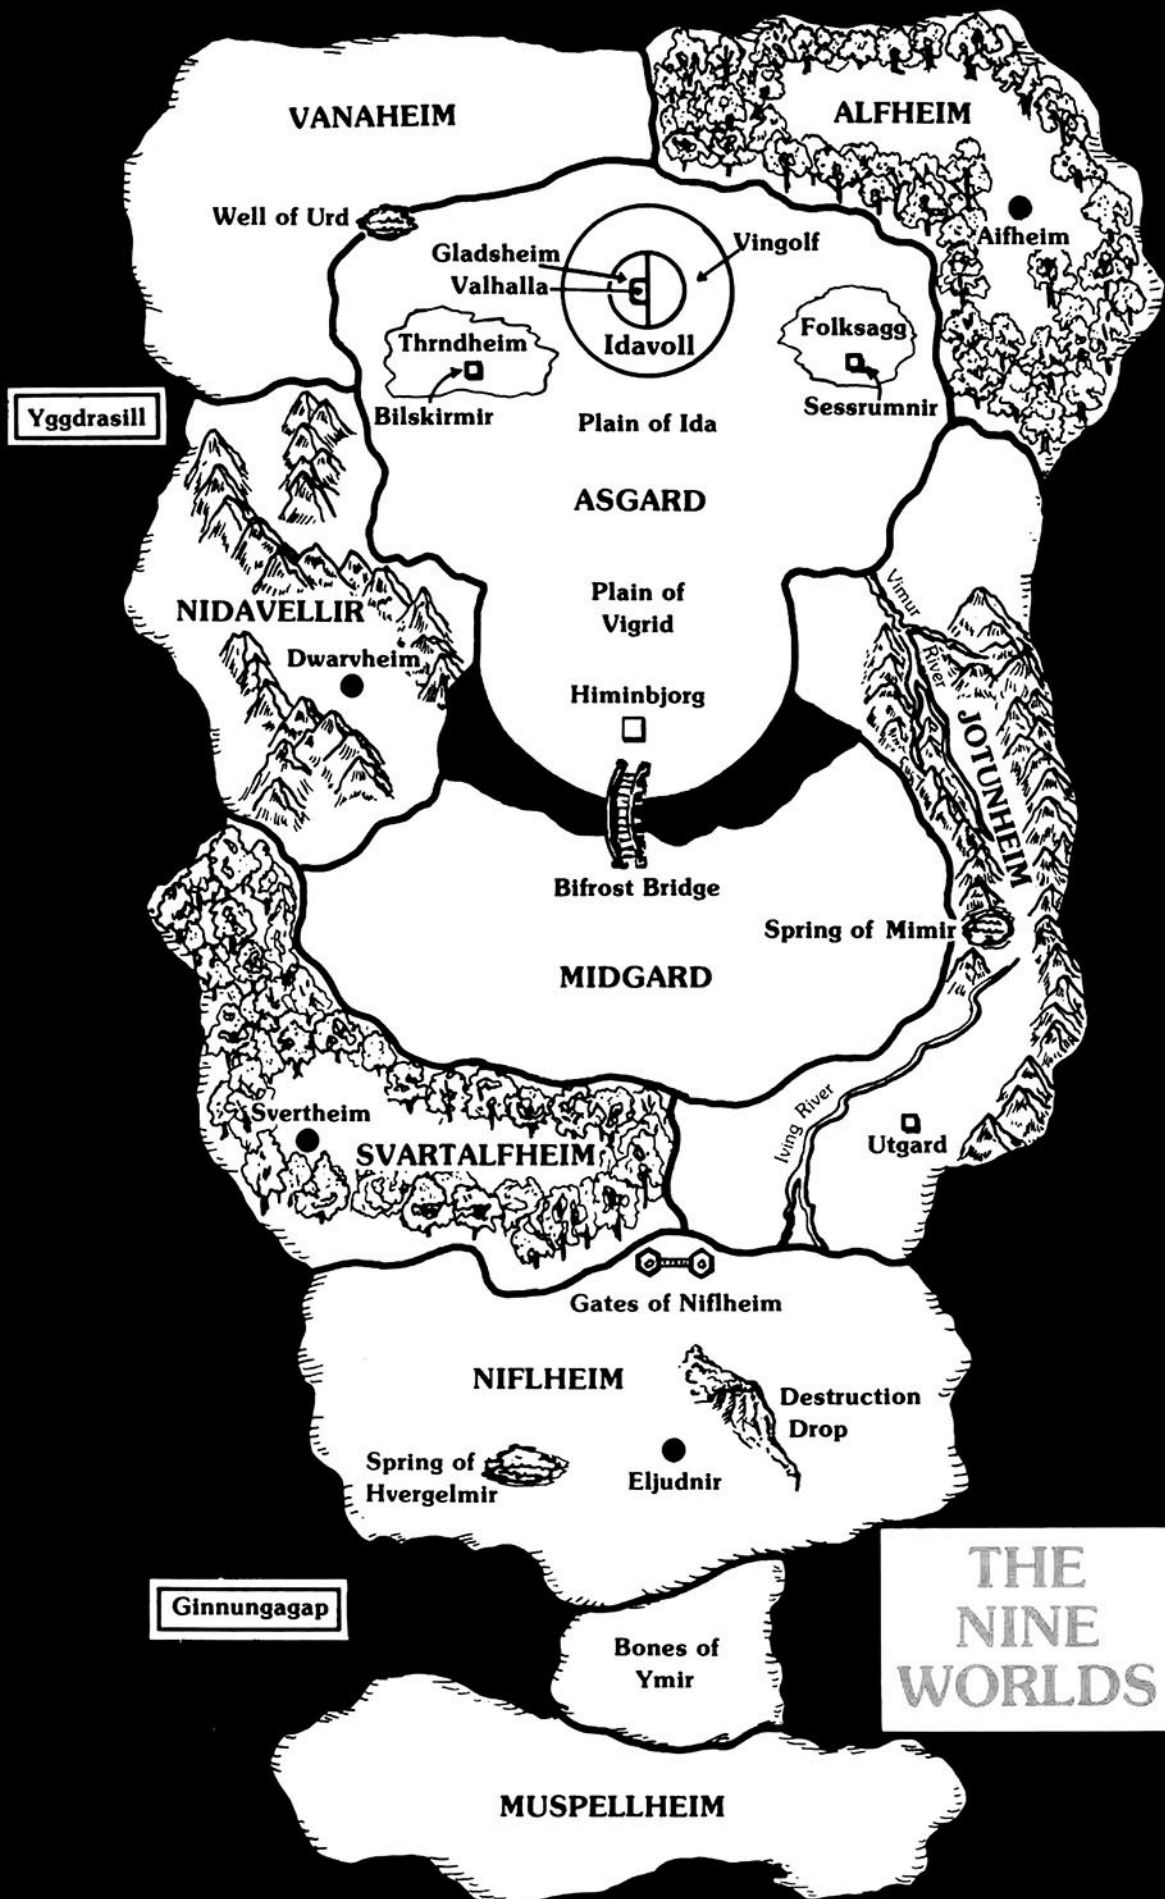 VANAHEIM
ALFHEIM
Well of Urd
Gladsheim
Valhalla
Vingolf
Aifheim
Thrndheim
Idavoll
Folksagg
Bilskirmir
Sessrumnir
Plain of Ida
Yggdrasill
ASGARD
Plain of
Vigrid
Vimur
River
NIDAVELLIR
Dwarvheim
Himinbjorg
JOTUNHEIM
Bifrost Bridge
Spring of Mimir
MIDGARD
Svertheim
Iving River
SVARTALFHEIM
Utgard
Gates of Niflheim
NIFLHEIM
Destruction
Drop
Spring of
Hvergelmir
Eljudnir
Ginnungagap
THE
NINE
WORLDS
Bones of
Ymir
MUSPELLHEIM